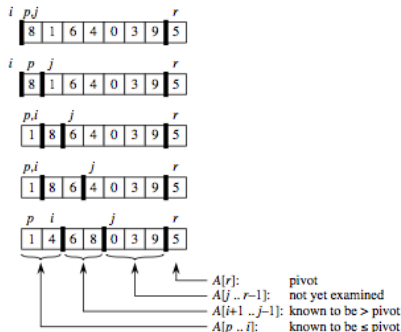 i p,j r
8 1 6 4 0 3 9 5
i p j r
8 1 6 4 0 3 9 5
p,i j r
1 8 6 4 0 3 9 5
p,i j r
1 8 6 4 0 3 9 5
p i j r
1 4 6 8 0 3 9 5
A[r]: pivot
A[j .. r–1]: not yet examined
A[i+1 .. j–1]: known to be > pivot
A[p .. i]: known to be ≤ pivot